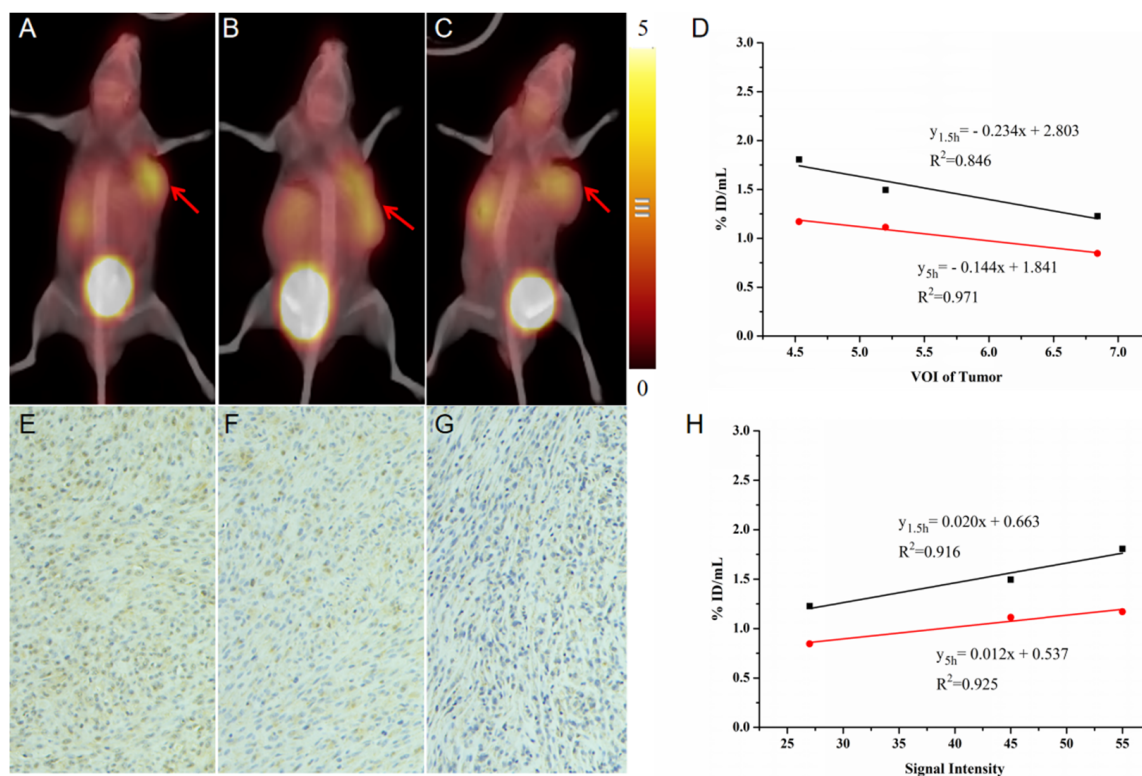 A
B
C
5
0
D
3.0
2.5
2.0
1.5
1.0
0.5
0.0
% ID/mL
y1.5h= - 0.234x + 2.803
R2=0.846
y5h= - 0.144x + 1.841
R2=0.971
4.5
5.0
5.5
6.0
6.5
7.0
VOI of Tumor
E
F
G
H
3.0
2.5
2.0
1.5
1.0
0.5
0.0
% ID/mL
y1.5h= 0.020x + 0.663
R2=0.916
y5h= 0.012x + 0.537
R2=0.925
25
30
35
40
45
50
55
Signal Intensity